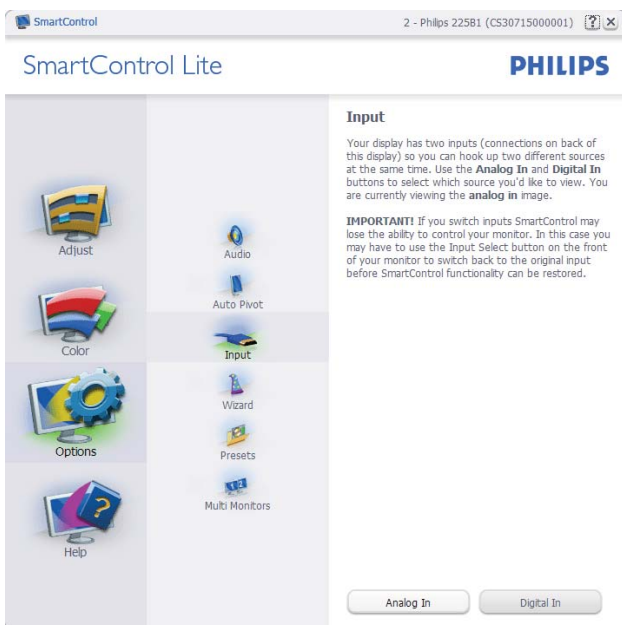 SmartControl
2 - Philips 225B1 (CS30715000001)
?
SmartControl Lite
PHILIPS
Adjust
Color
Options
Help
Audio
Auto Pivot
Input
Wizard
Presets
1 2
Multi Monitors
Input
Your display has two inputs (connections on back of
this display) so you can hook up two different sources
at the same time. Use the Analog In and Digital In
buttons to select which source you'd like to view. You
are currently viewing the analog in image.
IMPORTANT! If you switch inputs SmartControl may
lose the ability to control your monitor. In this case you
may have to use the Input Select button on the front
of your monitor to switch back to the original input
before SmartControl functionality can be restored.
Analog In
Digital In